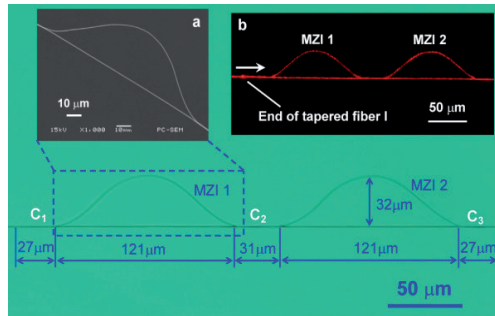 a
10 μm
15kV X1,000 10mm PC-SEM
b
MZI 1
MZI 2
End of tapered fiber I
50 μm
MZI 1
MZI 2
C1
C2
32μm
C3
27μm
121μm
31μm
121μm
27μm
50 μm